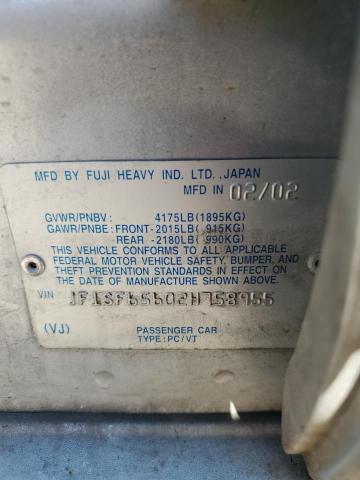 MFD BY FUJI HEAVY IND. LTD.,JAPAN
MFD IN 02/02
GVWR/PNBV: 4175LB(1895KG)
GAWR/PNBE: FRONT-2015LB( 915KG)
REAR -2180LB( 990KG)
THIS VEHICLE CONFORMS TO ALL APPLICABLE
FEDERAL MOTOR VEHICLE SAFETY, BUMPER, AND
THEFT PREVENTION STANDARDS IN EFFECT ON
THE DATE OF MANUFACTURE SHOWN ABOVE.
VIN JF1SF65602H758955
(VJ) PASSENGER CAR
TYPE:PC/VT